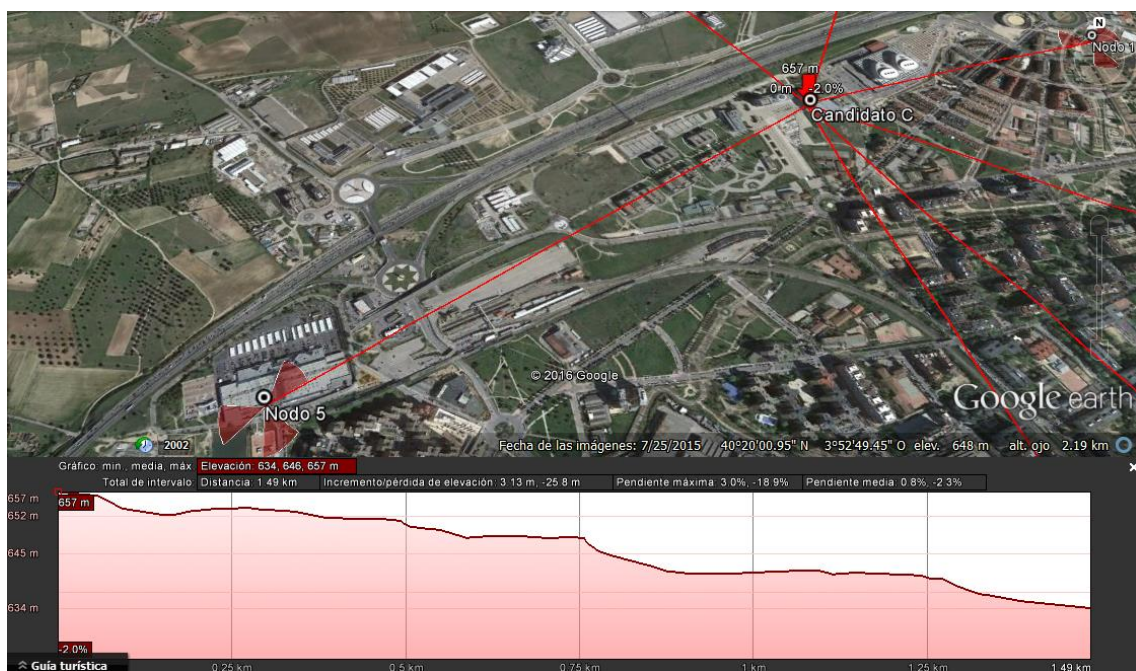 N
Nodo 1
657 m
0 m -2.0%
Candidato C
© 2016 Google
Nodo 5
Google earth
2002
Fecha de las imágenes: 7/25/2015 40°20'00.95" N 3°52'49.45" O elev. 648 m alt. ojo 2.19 km
Gráfico: mín., media, máx Elevación: 634, 646, 657 m
Total de intervalo: Distancia: 1.49 km Incremento/pérdida de elevación: 3.13 m, -25.8 m Pendiente máxima: 3.0%, -18.9% Pendiente media: 0.8%, -2.3%
657 m
657 m
652 m
645 m
634 m
-2.0%
Guía turística
0.25 km 0.5 km 0.75 km 1 km 1.25 km 1.49 km